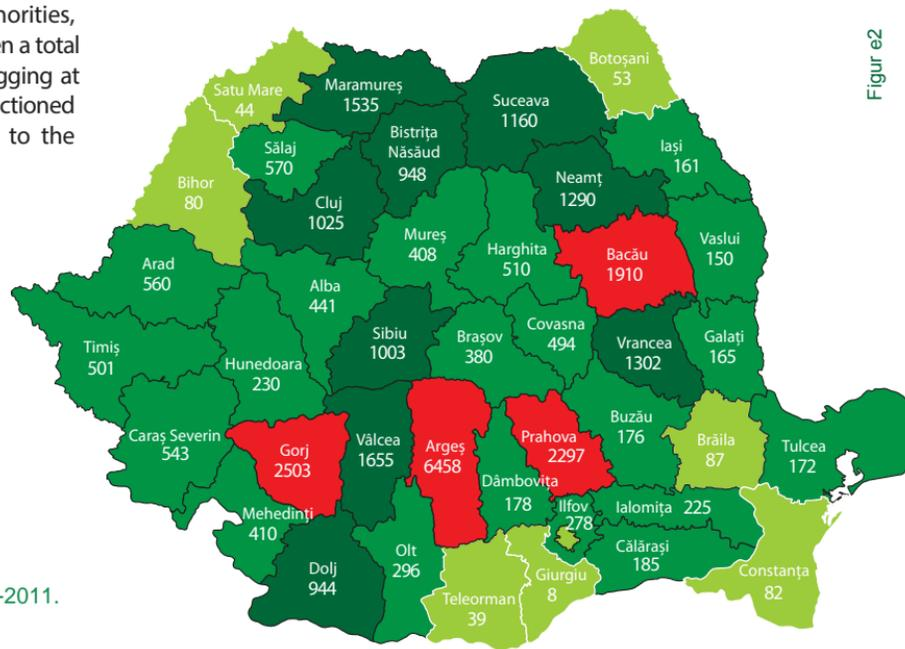 norities,
en a total
gging at
ctioned
to the
Figur e2
Botoșani
53
Satu Mare
44
Maramureș
1535
Suceava
1160
Bistrița
Năsăud
948
Sălaj
570
Iași
161
Bihor
80
Neamț
1290
Cluj
1025
Mureș
408
Harghita
510
Bacău
1910
Vaslui
150
Arad
560
Alba
441
Sibiu
1003
Brașov
380
Covasna
494
Vrancea
1302
Galați
165
Timiș
501
Hunedoara
230
Caraș Severin
543
Gorj
2503
Vâlcea
1655
Argeș
6458
Prahova
2297
Buzău
176
Brăila
87
Tulcea
172
Dâmbovița
178
Ilfov
278
Ialomița 225
Mehedinți
410
Olt
296
Călărași
185
Dolj
944
Giurgiu
8
Constanța
82
Teleorman
39
-2011.